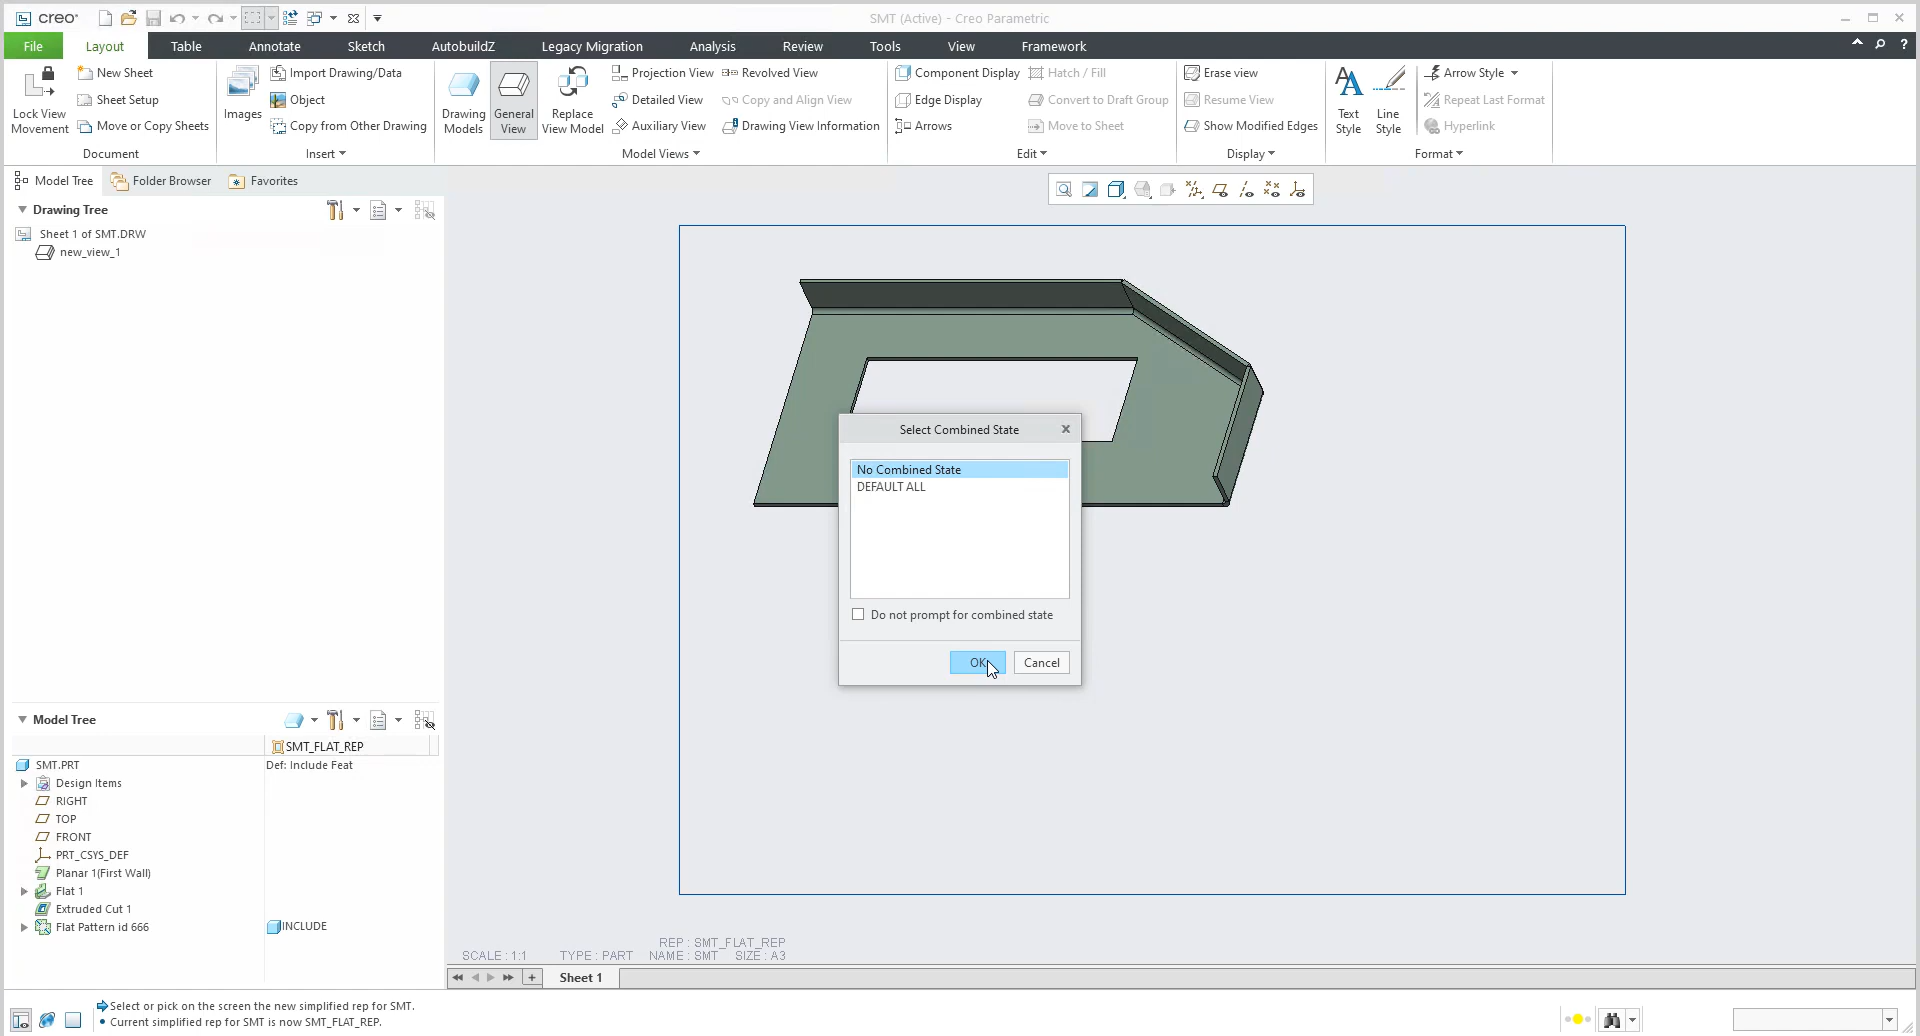 creo
SMT (Active) - Creo Parametric
File
Layout
Table
Annotate
Sketch
AutobuildZ
Legacy Migration
Analysis
Review
Tools
View
Framework
?
Lock View
Movement
New Sheet
Sheet Setup
Move or Copy Sheets
Document
Images
Import Drawing/Data
Object
Copy from Other Drawing
Insert
Drawing
Models
General
View
Replace
View Model
Projection View
Detailed View
Auxiliary View
Revolved View
Copy and Align View
Drawing View Information
Model Views
Component Display
Edge Display
Arrows
Hatch / Fill
Convert to Draft Group
Move to Sheet
Edit
Erase view
Resume View
Show Modified Edges
Display
Text
Style
Line
Style
Arrow Style
Repeat Last Format
Hyperlink
Format
Model Tree
Folder Browser
Favorites
Drawing Tree
Sheet 1 of SMT.DRW
new_view_1
Select Combined State
No Combined State
DEFAULT ALL
Do not prompt for combined state
OK
Cancel
Model Tree
SMT_FLAT_REP
SMT.PRT
Def: Include Feat
Design Items
RIGHT
TOP
FRONT
PRT_CSYS_DEF
Planar 1(First Wall)
Flat 1
Extruded Cut 1
Flat Pattern id 666
INCLUDE
REP : SMT_FLAT_REP
SCALE : 1:1 TYPE : PART NAME : SMT SIZE : A3
Sheet 1
Select or pick on the screen the new simplified rep for SMT.
• Current simplified rep for SMT is now SMT_FLAT_REP.